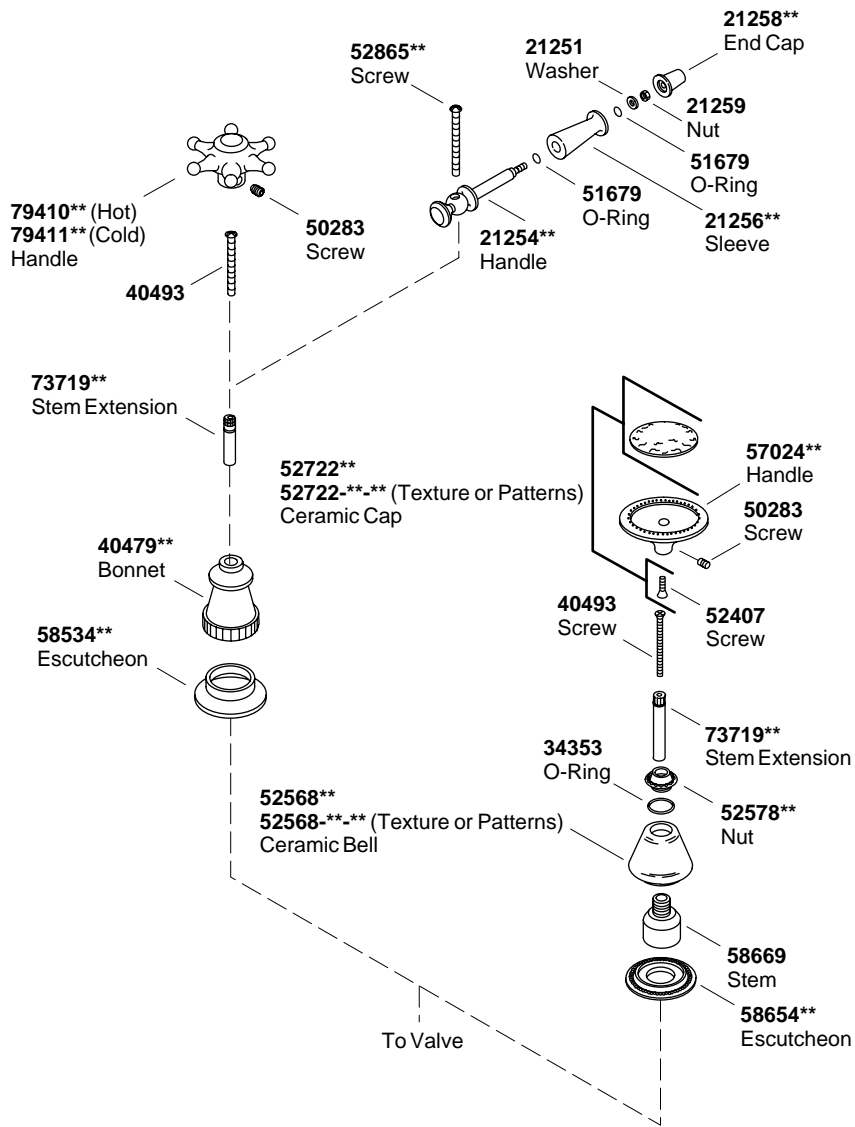 52865**
Screw
21251
Washer
21258**
End Cap
21259
Nut
51679
O-Ring
51679
O-Ring
21256**
Sleeve
21254**
Handle
79410** (Hot)
79411** (Cold)
Handle
50283
Screw
40493
73719**
Stem Extension
52722**
52722-**-** (Texture or Patterns)
Ceramic Cap
57024**
Handle
50283
Screw
40479**
Bonnet
40493
Screw
52407
Screw
58534**
Escutcheon
73719**
Stem Extension
34353
O-Ring
52578**
Nut
52568**
52568-**-** (Texture or Patterns)
Ceramic Bell
58669
Stem
58654**
Escutcheon
To Valve